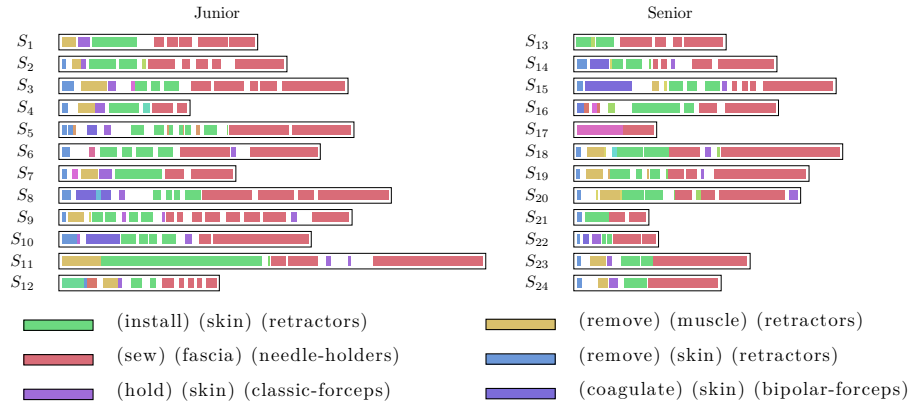 Junior Senior
S1 S13
S2 S14
S3 S15
S4 S16
S5 S17
S6 S18
S7 S19
S8 S20
S9 S21
S10 S22
S11 S23
S12 S24
(install) (skin) (retractors) (remove) (muscle) (retractors)
(sew) (fascia) (needle-holders) (remove) (skin) (retractors)
(hold) (skin) (classic-forceps) (coagulate) (skin) (bipolar-forceps)